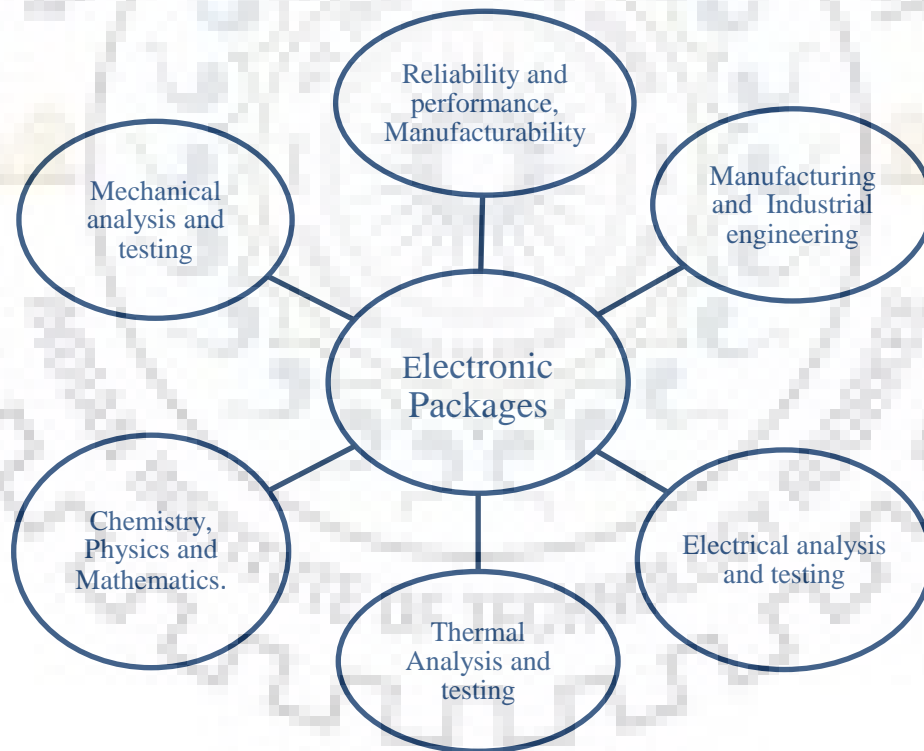 Reliability and
performance,
Manufacturability
Manufacturing
and Industrial
engineering
Mechanical
analysis and
testing
Electronic
Packages
Chemistry,
Physics and
Mathematics.
Electrical analysis
and testing
Thermal
Analysis and
testing